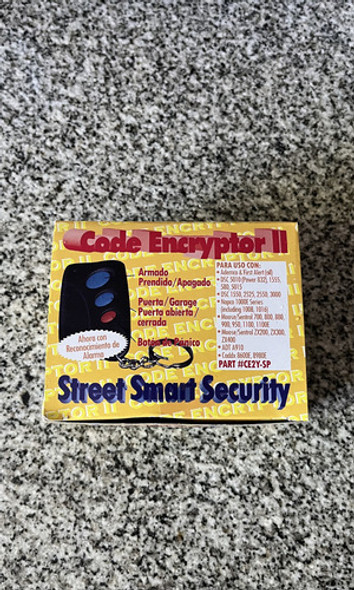 Code Encryptor II
Armado
Prendido/Apagado
Puerta/Garage
Puerta abierta/
cerrada
Botón de Pánico
Ahora con
Reconocimiento de
Alarma
PARA USO CON:
• Ademco & First Alert (all)
• DSC 5010 (Power 832), 1555,
580, 5015
• DSC 1550, 2525, 2550, 3000
• Napco 1000E Series
(including 1008, 1016)
• Moose/Sentrol 700, 800,
900, 950, 1100, 1100E
• Moose/Sentrol ZX200, ZX300,
ZX400
• ADT A910
• Caddx 8600E, 8980E
PART #CE2Y-SP
Street Smart Security